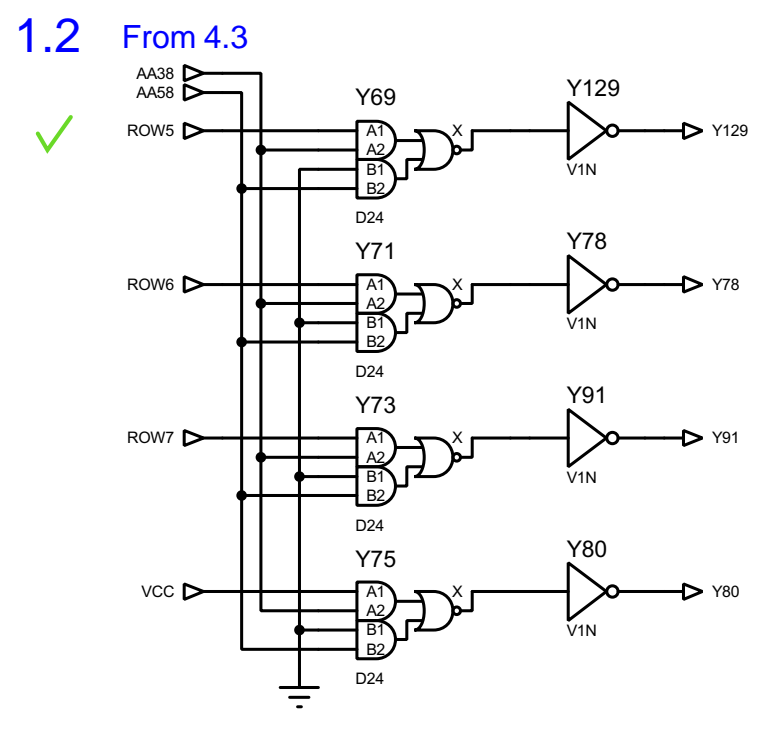 1.2 From 4.3
AA38
AA58
Y69
Y129
ROW5
A1
A2
B1
B2
X
Y129
V1N
D24
Y71
Y78
ROW6
A1
A2
B1
B2
X
Y78
V1N
D24
Y73
Y91
ROW7
A1
A2
B1
B2
X
Y91
V1N
D24
Y75
Y80
VCC
A1
A2
B1
B2
X
Y80
V1N
D24